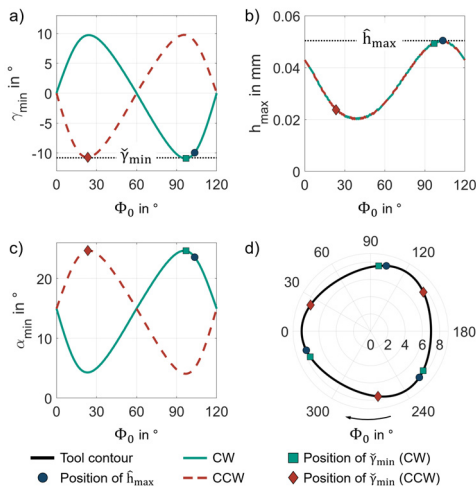 a)
γmin in °
10
5
0
-5
-10
γ̌min
0 30 60 90 120
Φ0 in °
b)
hmax in mm
0.06
0.04
0.02
0
ĥmax
0 30 60 90 120
Φ0 in °
c)
αmin in °
20
10
0
0 30 60 90 120
Φ0 in °
d)
90
60 120
30
0 0 2 4 6 8 180
300 240
Φ0 in °
Tool contour CW Position of γ̌min (CW)
Position of ĥmax CCW Position of γ̌min (CCW)